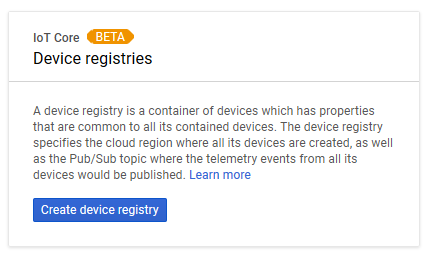 IoT Core BETA
Device registries
A device registry is a container of devices which has properties
that are common to all its contained devices. The device registry
specifies the cloud region where all its devices are created, as well
as the Pub/Sub topic where the telemetry events from all its
devices would be published. Learn more
Create device registry